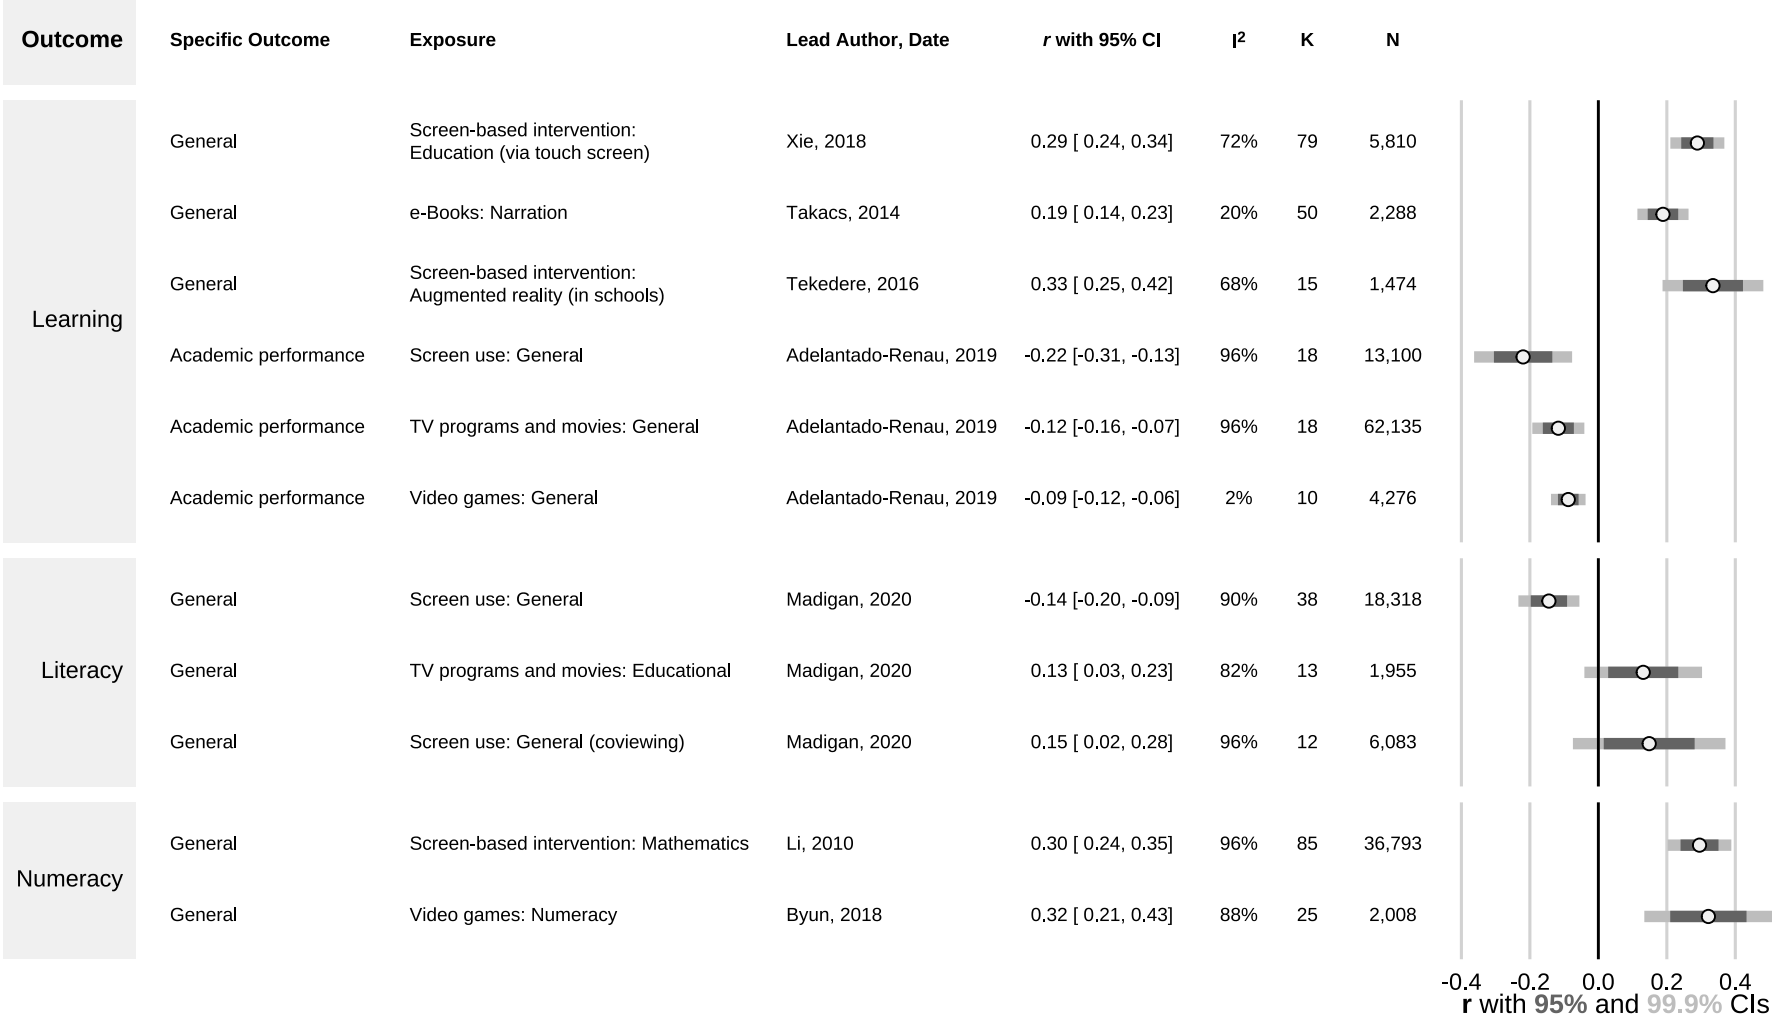 Outcome Specific Outcome Exposure Lead Author, Date r with 95% CI I² K N
Learning
General Screen-based intervention: Education (via touch screen) Xie, 2018 0.29 [ 0.24, 0.34] 72% 79 5,810
General e-Books: Narration Takacs, 2014 0.19 [ 0.14, 0.23] 20% 50 2,288
General Screen-based intervention: Augmented reality (in schools) Tekedere, 2016 0.33 [ 0.25, 0.42] 68% 15 1,474
Academic performance Screen use: General Adelantado-Renau, 2019 -0.22 [-0.31, -0.13] 96% 18 13,100
Academic performance TV programs and movies: General Adelantado-Renau, 2019 -0.12 [-0.16, -0.07] 96% 18 62,135
Academic performance Video games: General Adelantado-Renau, 2019 -0.09 [-0.12, -0.06] 2% 10 4,276
Literacy
General Screen use: General Madigan, 2020 -0.14 [-0.20, -0.09] 90% 38 18,318
General TV programs and movies: Educational Madigan, 2020 0.13 [ 0.03, 0.23] 82% 13 1,955
General Screen use: General (coviewing) Madigan, 2020 0.15 [ 0.02, 0.28] 96% 12 6,083
Numeracy
General Screen-based intervention: Mathematics Li, 2010 0.30 [ 0.24, 0.35] 96% 85 36,793
General Video games: Numeracy Byun, 2018 0.32 [ 0.21, 0.43] 88% 25 2,008
-0.4 -0.2 0.0 0.2 0.4
r with 95% and 99.9% CIs